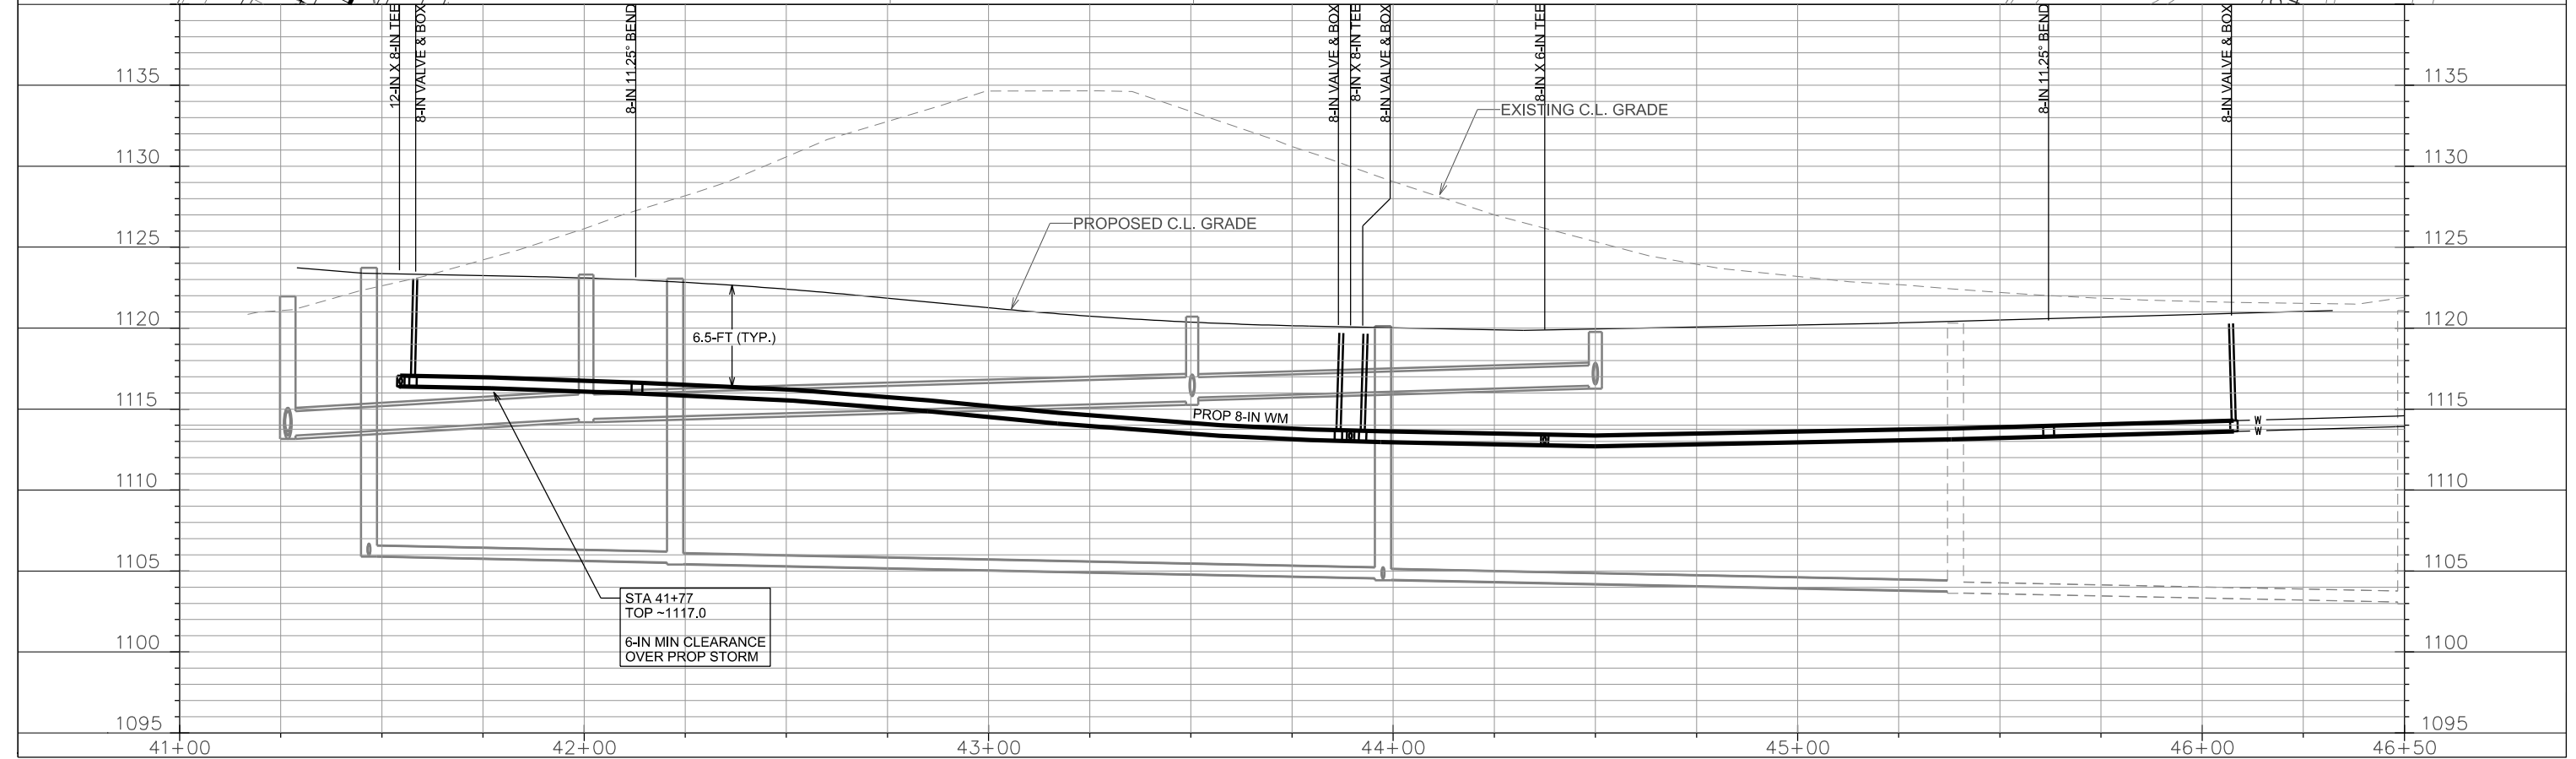 12-IN X 8-IN TEE
8-IN VALVE & BOX
8-IN 11.25° BEND
8-IN VALVE & BOX
8-IN X 8-IN TEE
8-IN VALVE & BOX
8-IN X 6-IN TEE
8-IN 11.25° BEND
8-IN VALVE & BOX
1135
1135
EXISTING C.L. GRADE
1130
1130
PROPOSED C.L. GRADE
1125
1125
1120
1120
6.5-FT (TYP.)
1115
1115
PROP 8-IN WM
W
W
1110
1110
1105
1105
STA 41+77
TOP ~1117.0
6-IN MIN CLEARANCE
OVER PROP STORM
1100
1100
1095
1095
41+00
42+00
43+00
44+00
45+00
46+00
46+50